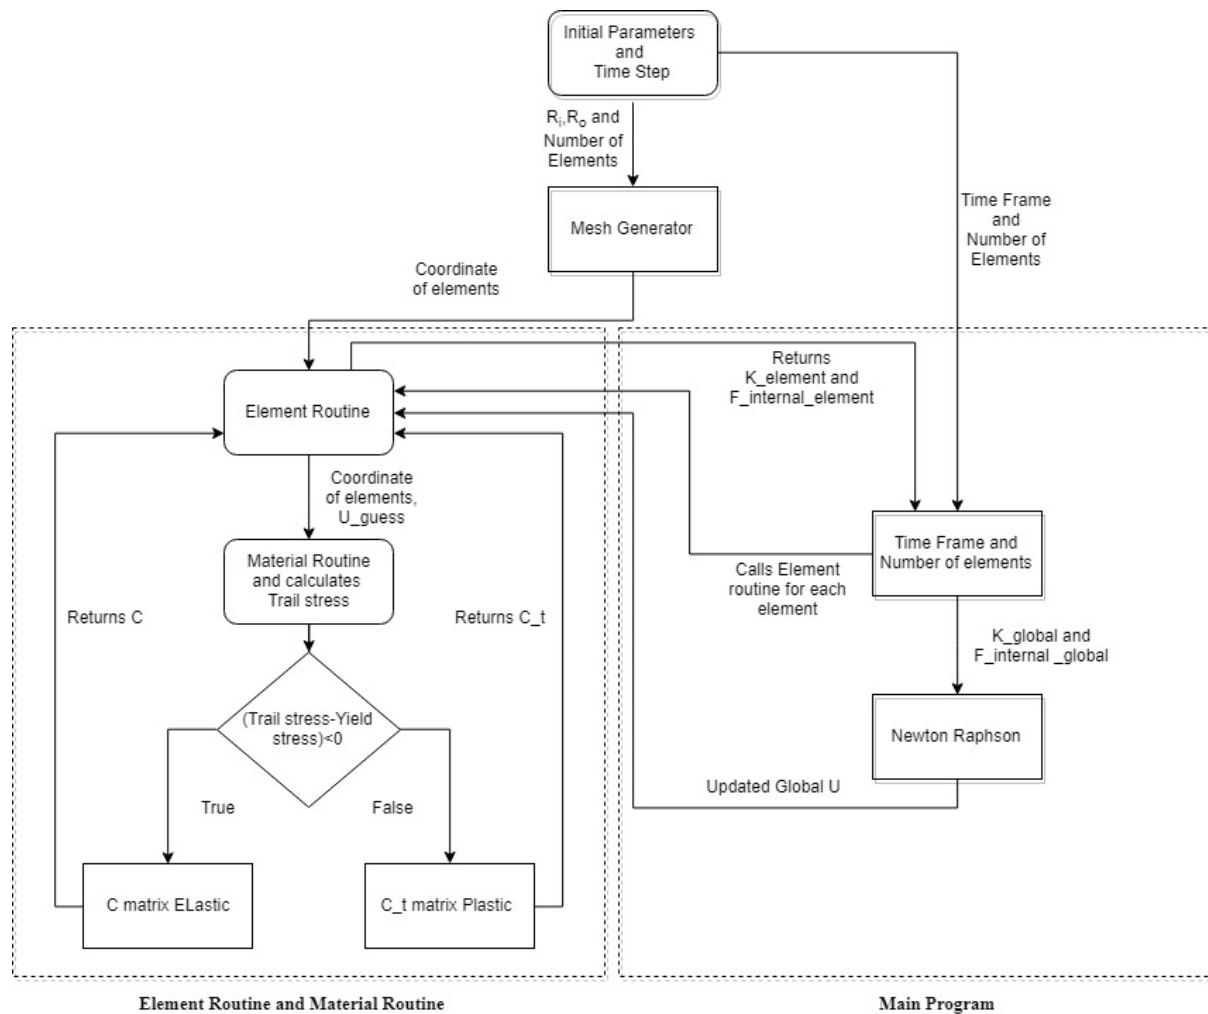 Initial Parameters
and
Time Step
R_i,R_o and
Number of
Elements
Time Frame
and
Number of
Elements
Mesh Generator
Coordinate
of elements
Returns
K_element and
F_internal_element
Element Routine
Coordinate
of elements,
U_guess
Time Frame and
Number of elements
Material Routine
and calculates
Trail stress
Calls Element
routine for each
element
Returns C
Returns C_t
K_global and
F_internal _global
(Trail stress-Yield
stress)<0
Newton Raphson
Updated Global U
True
False
C matrix ELastic
C_t matrix Plastic
Element Routine and Material Routine
Main Program